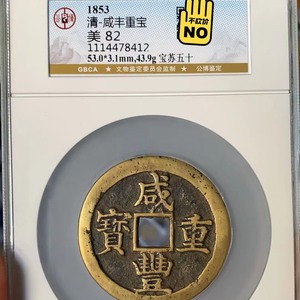 1853
清-咸丰重宝
美 82
1114478412
53.0*3.1mm,43.9g 宝苏五十
不砍价
NO
GBCA ★ 文物鉴定委员会监制 ★ 公博鉴定
咸
豐
重
寶